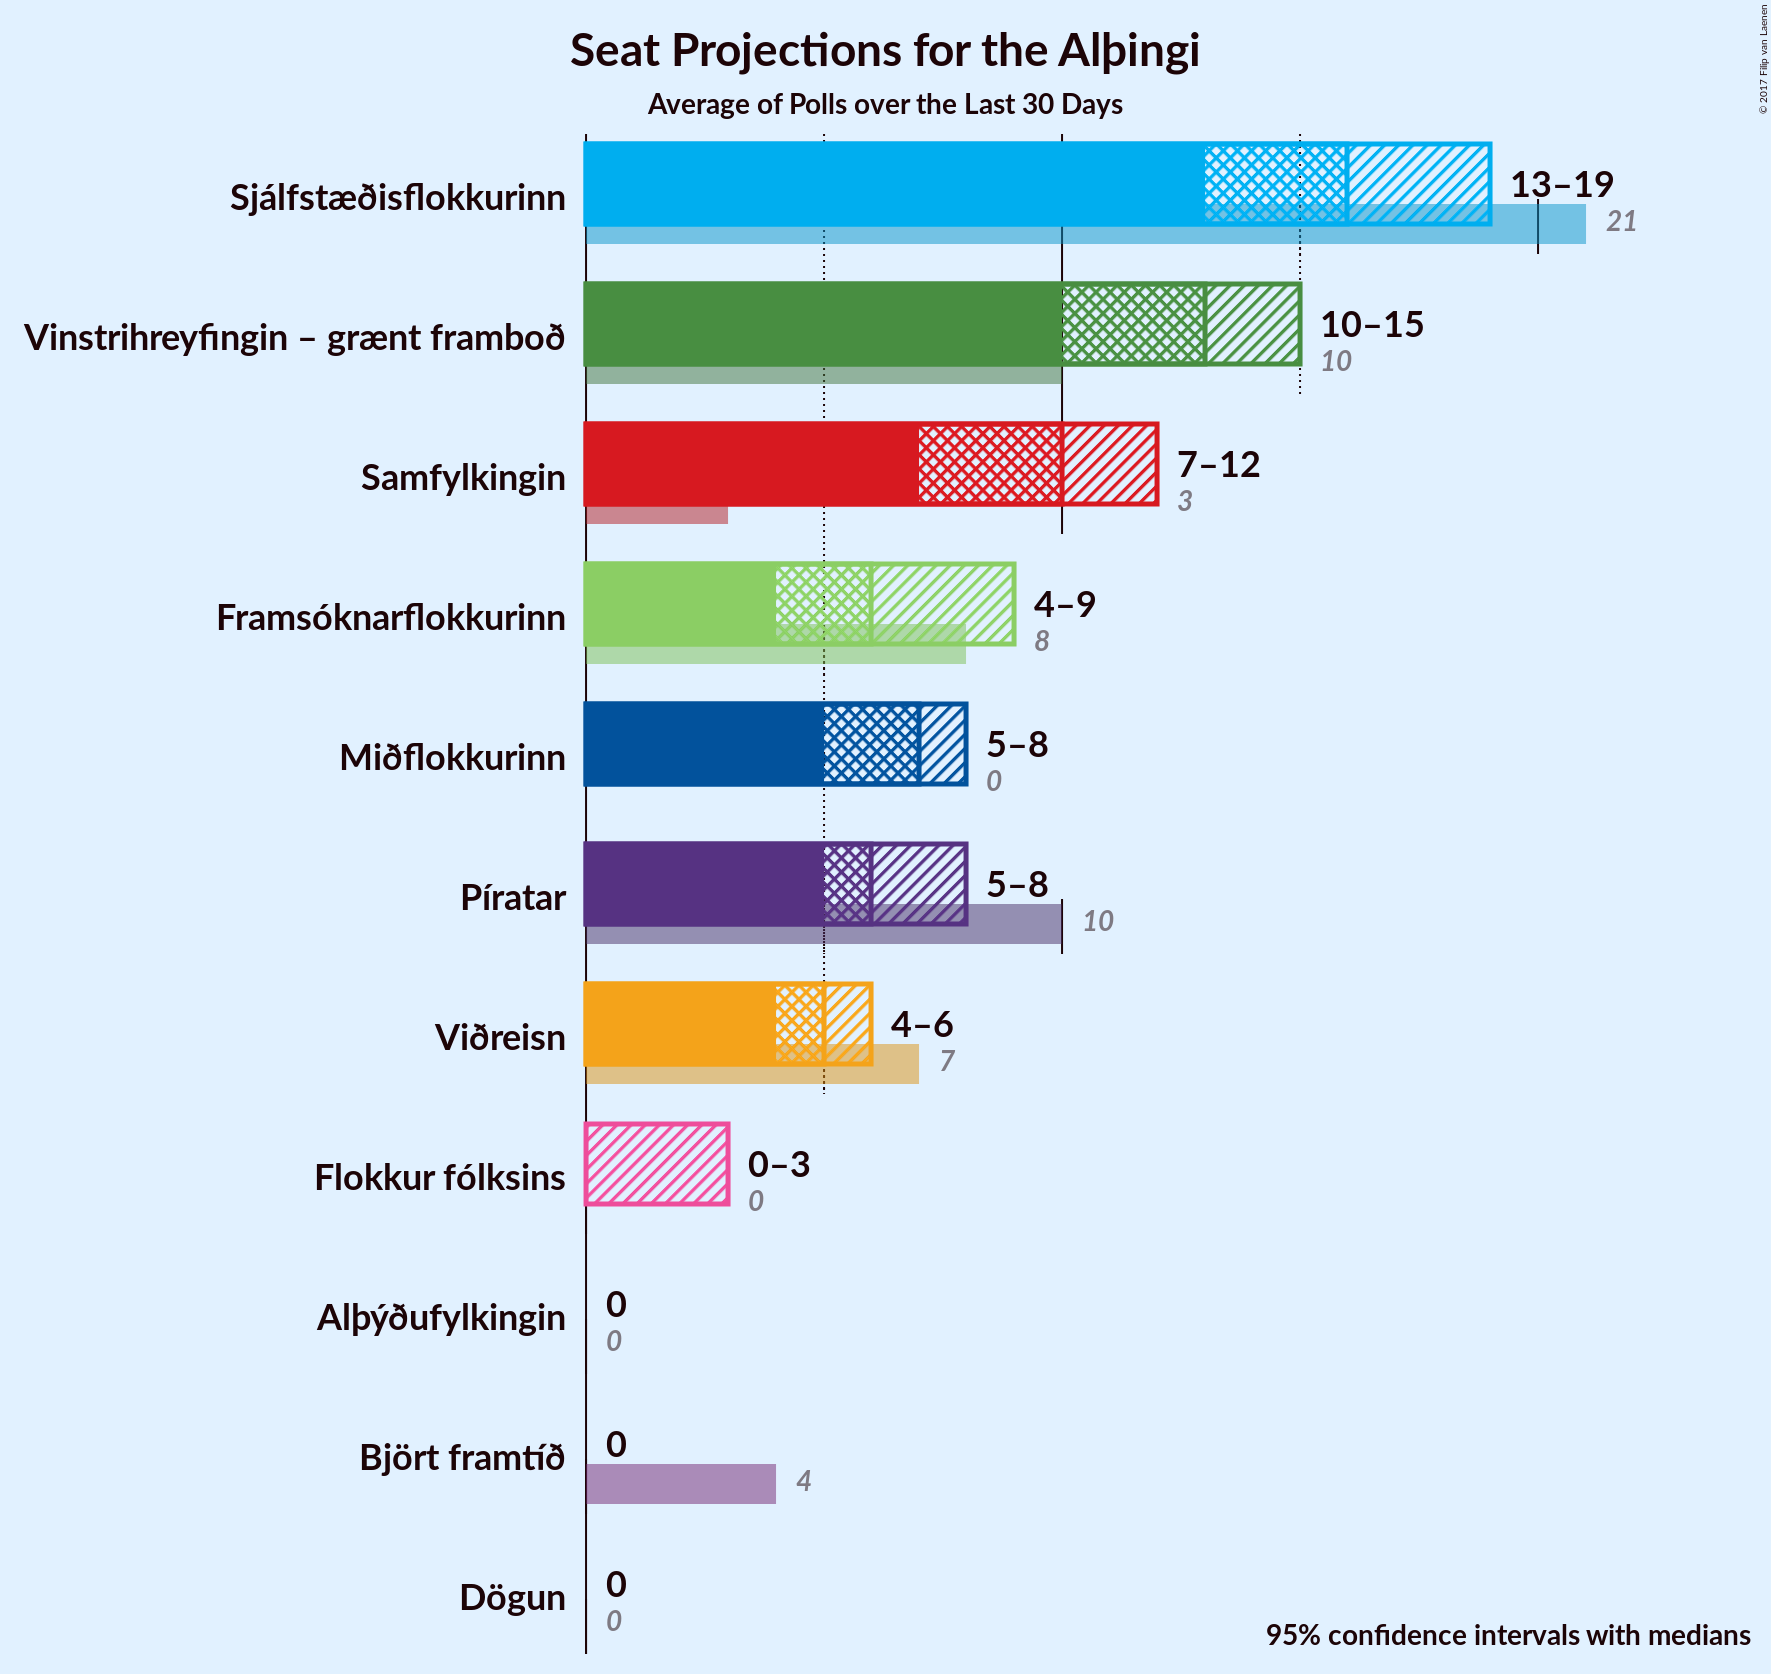 Seat Projections for the Alþingi
Average of Polls over the Last 30 Days
© 2017 Filip van Laenen
Sjálfstæðisflokkurinn
13–19
21
Vinstrihreyfingin – grænt framboð
10–15
10
Samfylkingin
7–12
3
Framsóknarflokkurinn
4–9
8
Miðflokkurinn
5–8
0
Píratar
5–8
10
Viðreisn
4–6
7
Flokkur fólksins
0–3
0
Alþýðufylkingin
0
0
Björt framtíð
0
4
Dögun
0
0
95% confidence intervals with medians